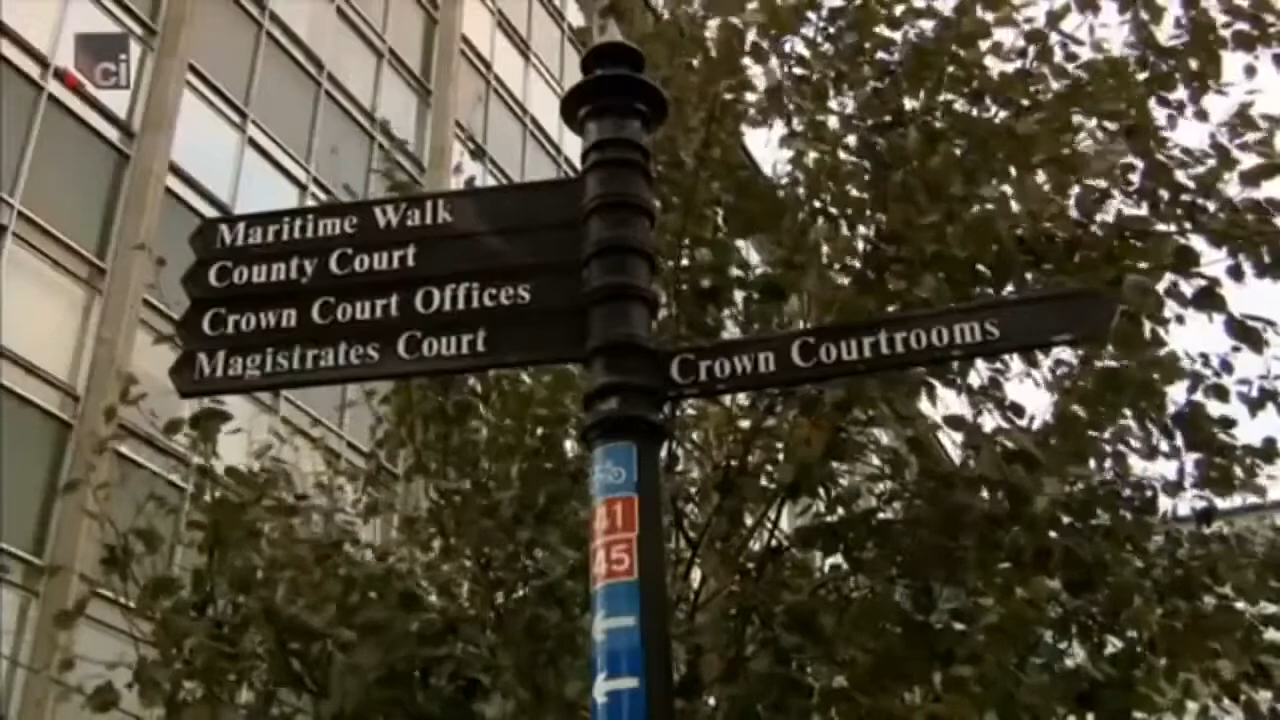 ci
Maritime Walk
County Court
Crown Court Offices
Magistrates Court
Crown Courtrooms
41
45